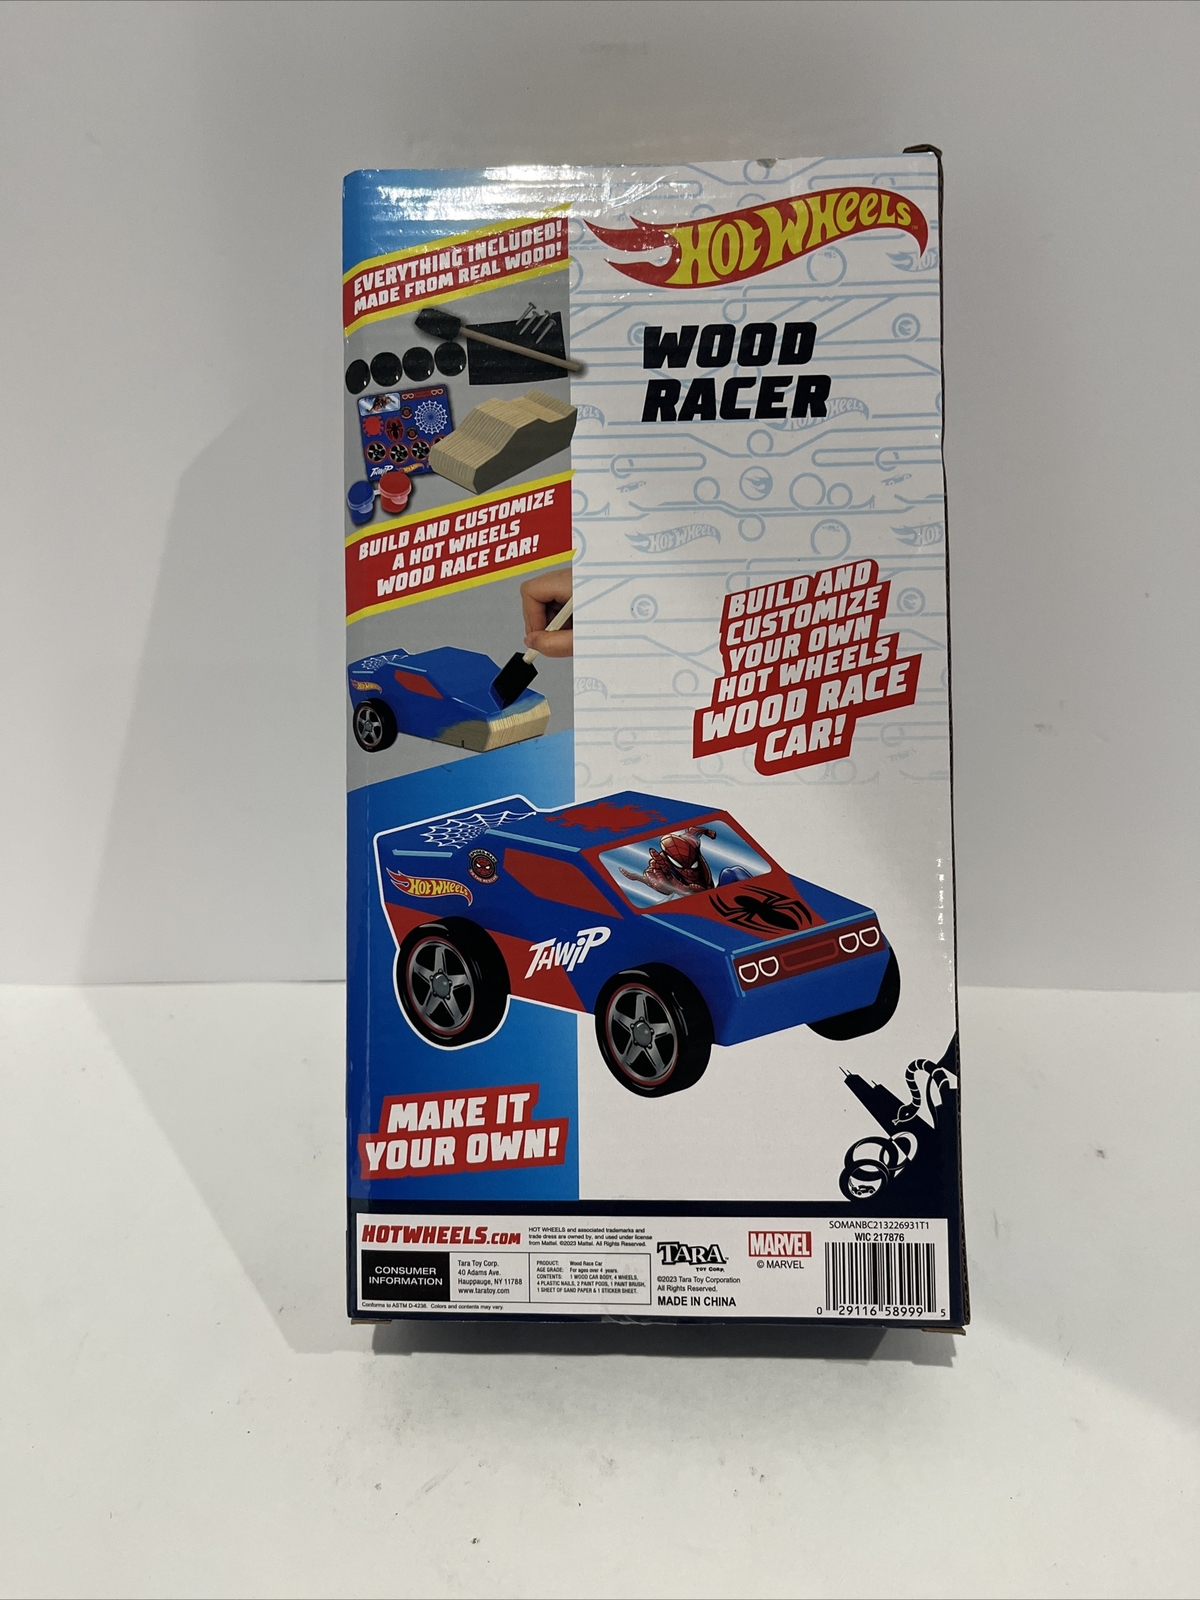 EVERYTHING INCLUDED!
MADE FROM REAL WOOD!
HOT WHEELS™
WOOD
RACER
THWIP
BUILD AND CUSTOMIZE
A HOT WHEELS
WOOD RACE CAR!
BUILD AND
CUSTOMIZE
YOUR OWN
HOT WHEELS
WOOD RACE
CAR!
HOT WHEELS
HOT WHEELS
THWIP
MAKE IT
YOUR OWN!
HOTWHEELS.COM
HOT WHEELS and associated trademarks and
trade dress are owned by, and used under license
from Mattel. ©2023 Mattel. All Rights Reserved.
CONSUMER
INFORMATION
Tara Toy Corp.
40 Adams Ave.
Hauppauge, NY 11788
www.taratoy.com
PRODUCT: Wood Race Car
AGE GRADE: For ages over 4 years.
CONTENTS: 1 WOOD CAR BODY, 4 WHEELS,
4 PLASTIC NAILS, 2 PAINT PODS, 1 PAINT BRUSH,
1 SHEET OF SAND PAPER & 1 STICKER SHEET.
Conforms to ASTM D-4236. Colors and contents may vary.
TARA™
TOY CORP.
©2023 Tara Toy Corporation
All Rights Reserved.
MADE IN CHINA
MARVEL
© MARVEL
SOMANBC213226931T1
WIC 217876
0 29116 58999 5